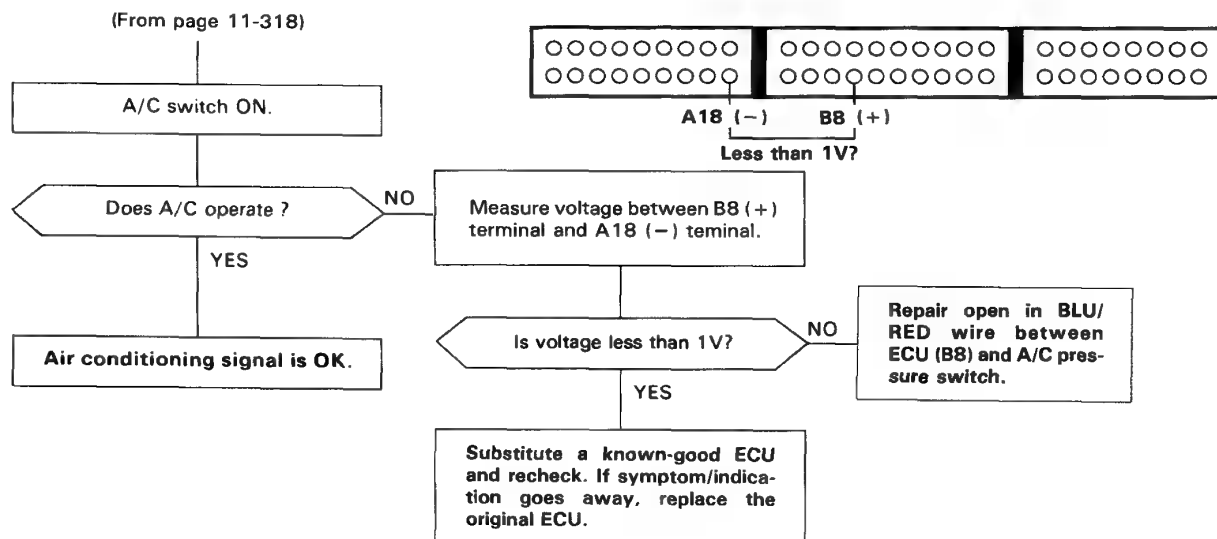 (From page 11-318)
A/C switch ON.
Does A/C operate ?
NO
YES
Air conditioning signal is OK.
A18 (−) B8 (+)
Less than 1V?
Measure voltage between B8 (+)
terminal and A18 (−) teminal.
Is voltage less than 1V?
NO
YES
Repair open in BLU/
RED wire between
ECU (B8) and A/C pres-
sure switch.
Substitute a known-good ECU
and recheck. If symptom/indica-
tion goes away, replace the
original ECU.